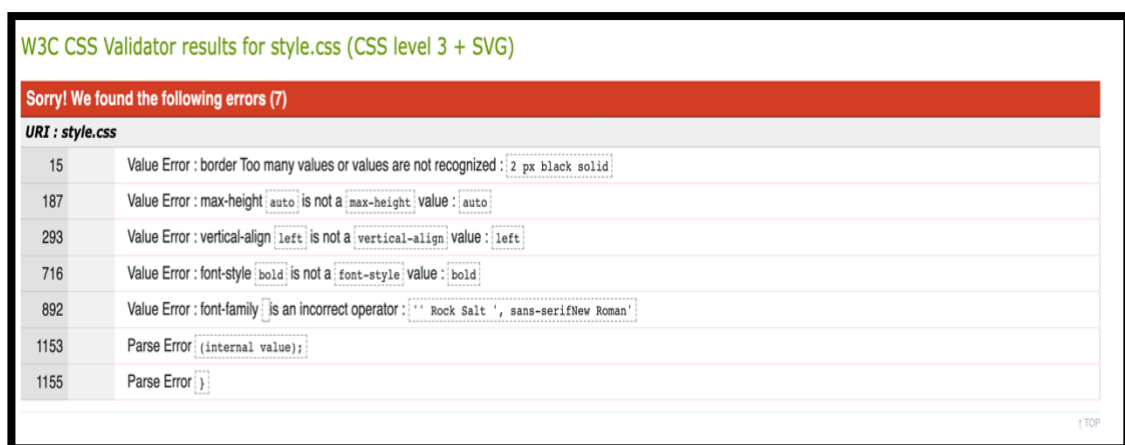 W3C CSS Validator results for style.css (CSS level 3 + SVG)
Sorry! We found the following errors (7)
URI : style.css
15 Value Error : border Too many values or values are not recognized : 2 px black solid
187 Value Error : max-height auto is not a max-height value : auto
293 Value Error : vertical-align left is not a vertical-align value : left
716 Value Error : font-style bold is not a font-style value : bold
892 Value Error : font-family is an incorrect operator : '' Rock Salt ', sans-serifNew Roman'
1153 Parse Error (internal value);
1155 Parse Error }
↑ TOP